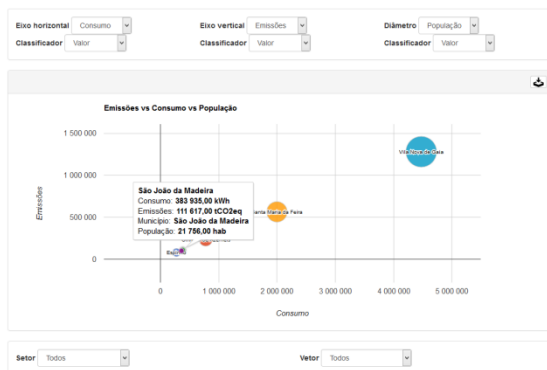 Eixo horizontal Consumo Eixo vertical Emissões Diâmetro População
Classificador Valor Classificador Valor Classificador Valor
Emissões vs Consumo vs População
1 500 000
1 000 000
500 000
0
Emissões
Vila Nova de Gaia
Santa Maria da Feira
São João da Madeira
Consumo: 383 935,00 kWh
Emissões: 111 617,00 tCO2eq
Município: São João da Madeira
População: 21 756,00 hab
0 1 000 000 2 000 000 3 000 000 4 000 000 5 000 000
Consumo
Setor Todos Vetor Todos